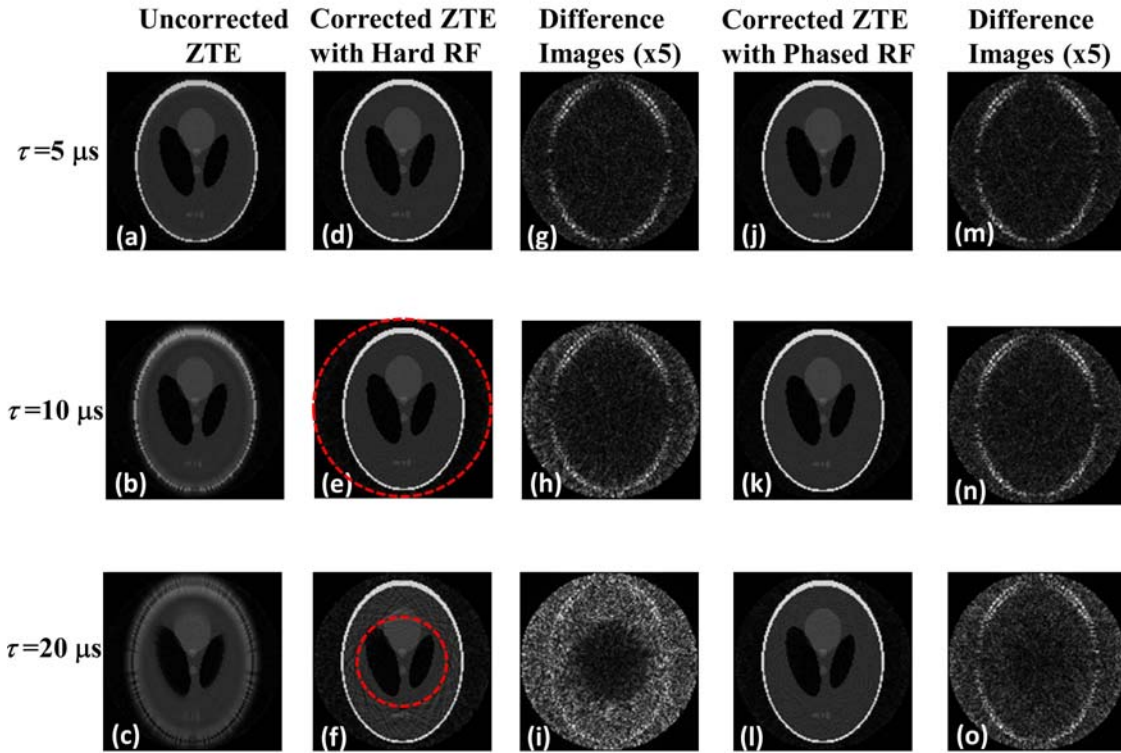 Uncorrected ZTE
Corrected ZTE with Hard RF
Difference Images (x5)
Corrected ZTE with Phased RF
Difference Images (x5)
τ=5 μs
(a)
(d)
(g)
(j)
(m)
τ=10 μs
(b)
(e)
(h)
(k)
(n)
τ=20 μs
(c)
(f)
(i)
(l)
(o)